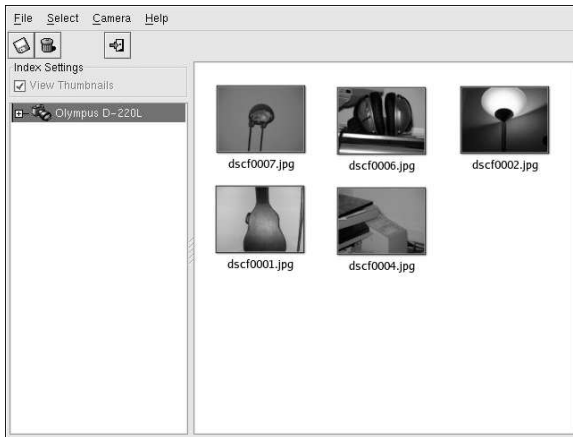 File Select Camera Help
Index Settings
View Thumbnails
Olympus D-220L
dscf0007.jpg dscf0006.jpg dscf0002.jpg
dscf0001.jpg dscf0004.jpg